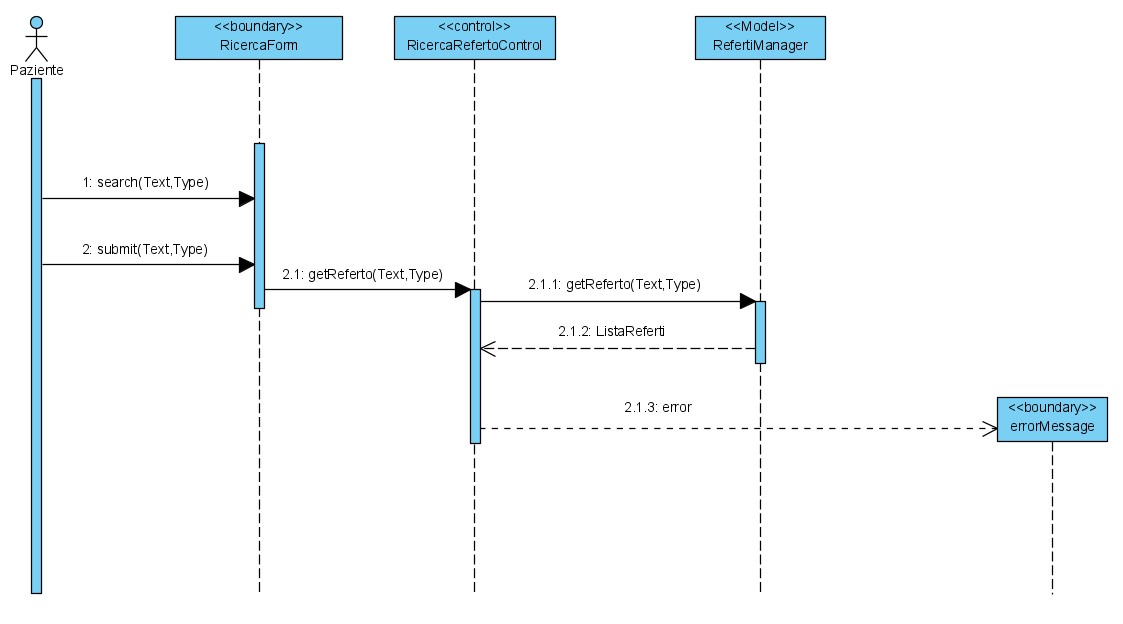 <<boundary>>
RicercaForm
<<control>>
RicercaRefertoControl
<<Model>>
RefertiManager
Paziente
1: search(Text,Type)
2: submit(Text,Type)
2.1: getReferto(Text,Type)
2.1.1: getReferto(Text,Type)
2.1.2: ListaReferti
2.1.3: error
<<boundary>>
errorMessage